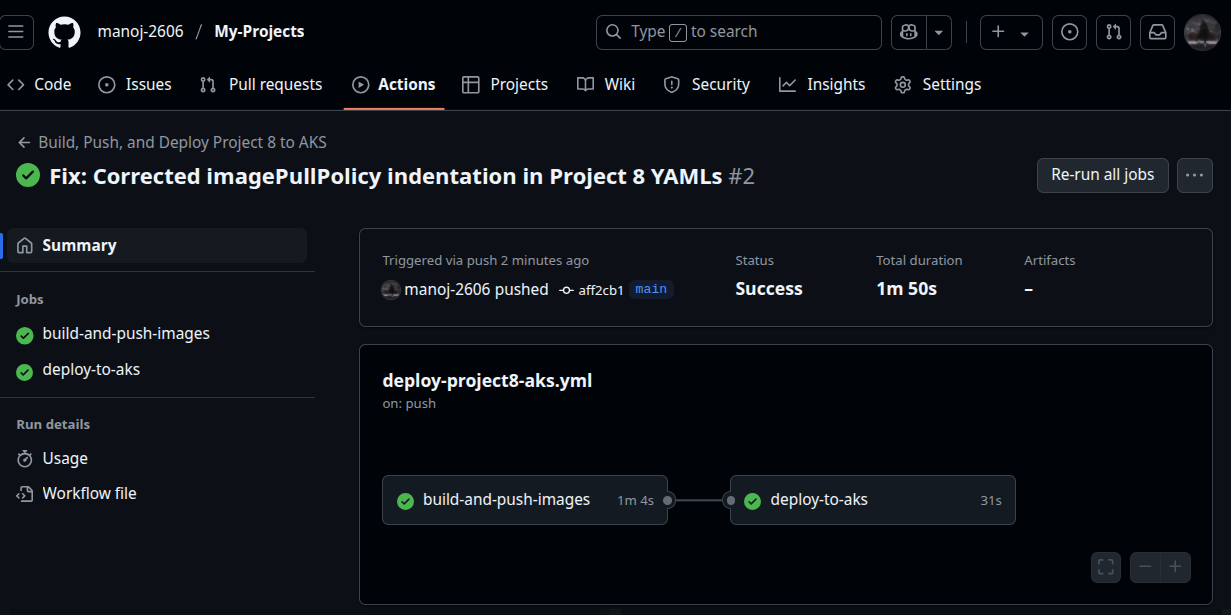 manoj-2606 / My-Projects
Type / to search
Code Issues Pull requests Actions Projects Wiki Security Insights Settings
← Build, Push, and Deploy Project 8 to AKS
Fix: Corrected imagePullPolicy indentation in Project 8 YAMLs #2
Re-run all jobs
Summary
Jobs
build-and-push-images
deploy-to-aks
Run details
Usage
Workflow file
Triggered via push 2 minutes ago
manoj-2606 pushed aff2cb1 main
Status
Success
Total duration
1m 50s
Artifacts
–
deploy-project8-aks.yml
on: push
build-and-push-images 1m 4s
deploy-to-aks 31s